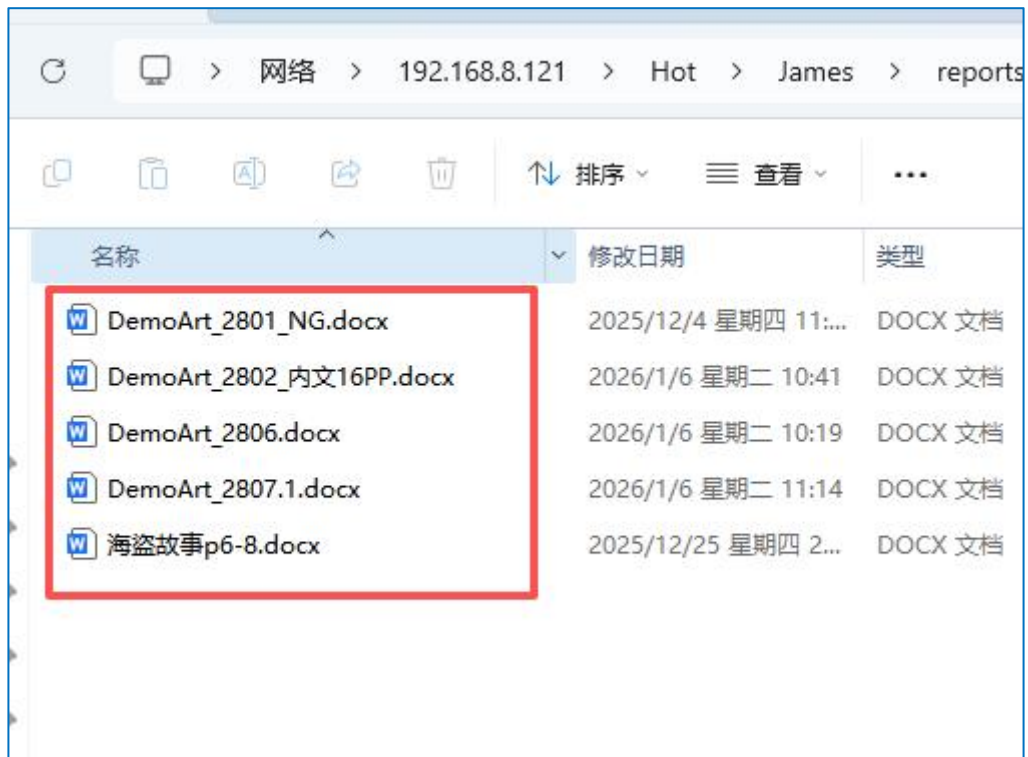 网络 > 192.168.8.121 > Hot > James > reports
排序 查看 ...
名称 修改日期 类型
DemoArt_2801_NG.docx 2025/12/4 星期四 11:... DOCX 文档
DemoArt_2802_内文16PP.docx 2026/1/6 星期二 10:41 DOCX 文档
DemoArt_2806.docx 2026/1/6 星期二 10:19 DOCX 文档
DemoArt_2807.1.docx 2026/1/6 星期二 11:14 DOCX 文档
海盗故事p6-8.docx 2025/12/25 星期四 2... DOCX 文档